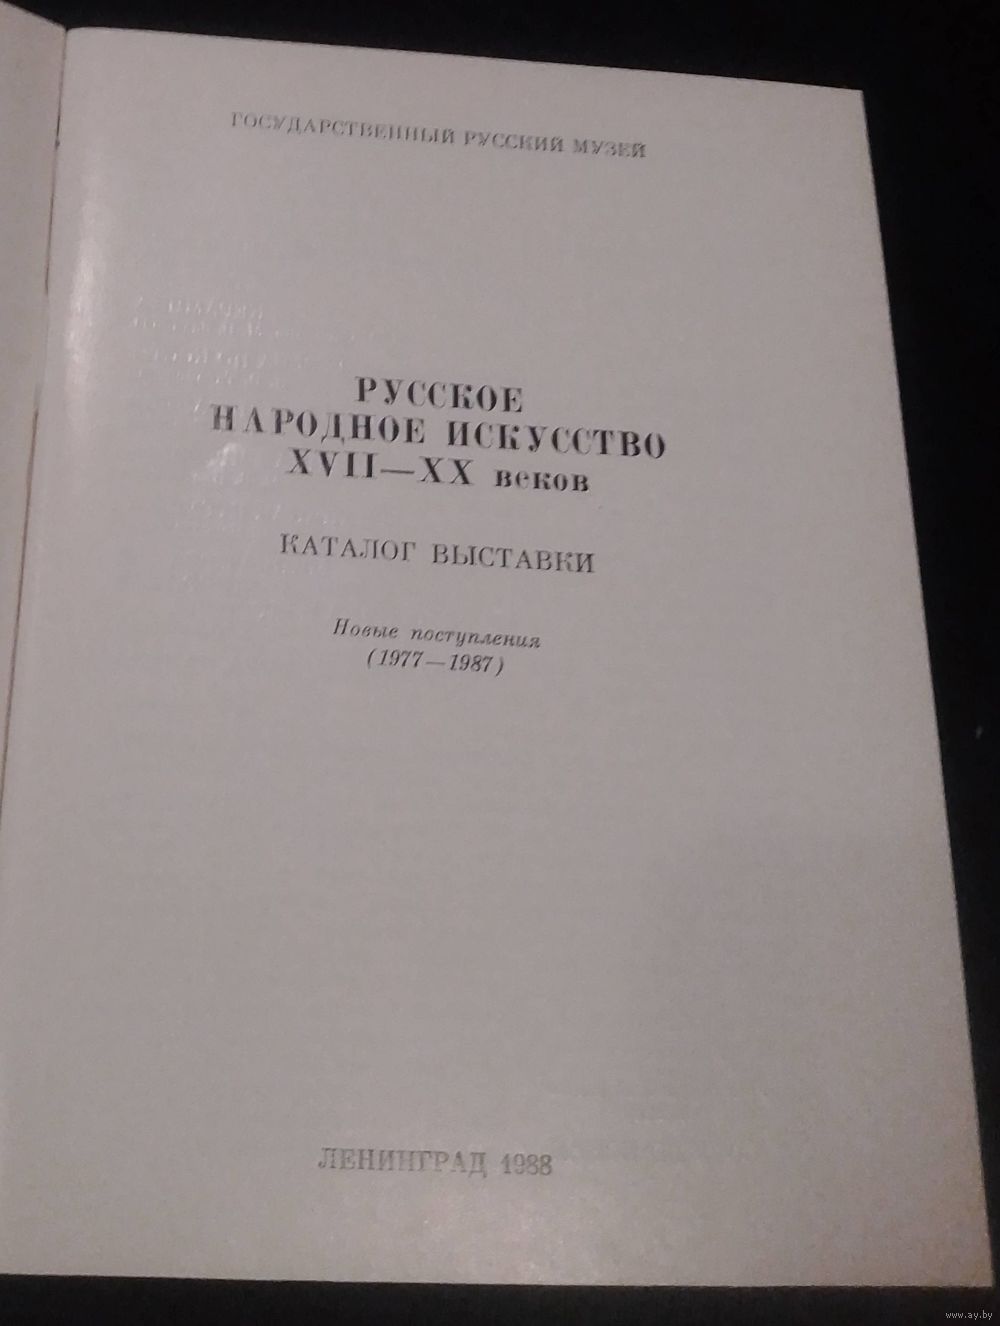 ГОСУДАРСТВЕННЫЙ РУССКИЙ МУЗЕЙ
РУССКОЕ
НАРОДНОЕ ИСКУССТВО
XVII—XX веков
КАТАЛОГ ВЫСТАВКИ
Новые поступления
(1977—1987)
ЛЕНИНГРАД 1988
www.ay.by